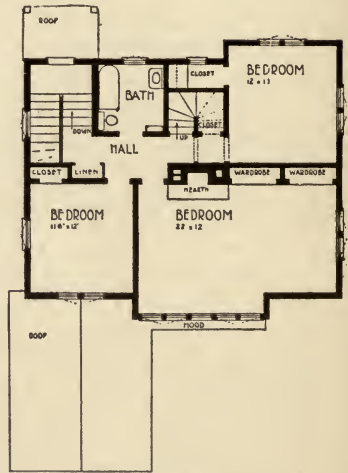 ROOF
CLOSET
BEDROOM
12 x 13
BATH
DOWN
UP
CLOSET
HALL
CLOSET
LINEN
HEARTH
WARDROBE
WARDROBE
BEDROOM
11'6" x 12'
BEDROOM
22 x 12
HOOD
ROOF